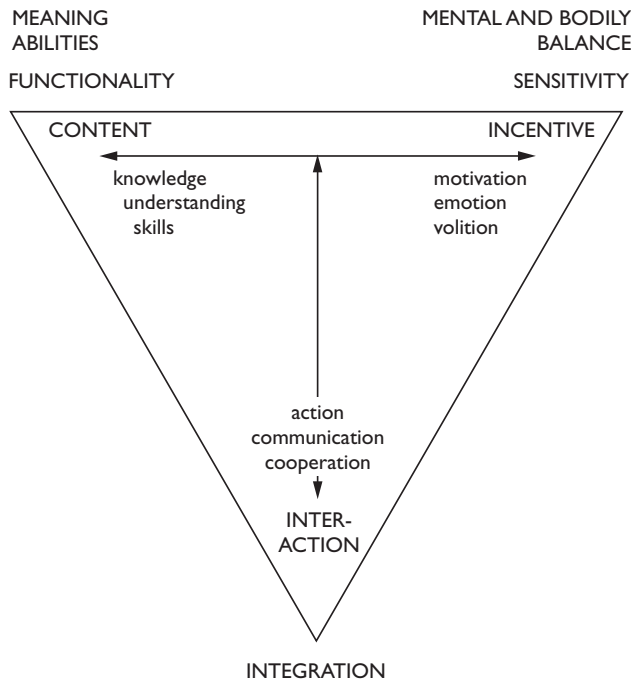 MEANING
ABILITIES
FUNCTIONALITY
MENTAL AND BODILY
BALANCE
SENSITIVITY
CONTENT
INCENTIVE
knowledge
understanding
skills
motivation
emotion
volition
action
communication
cooperation
INTER-
ACTION
INTEGRATION